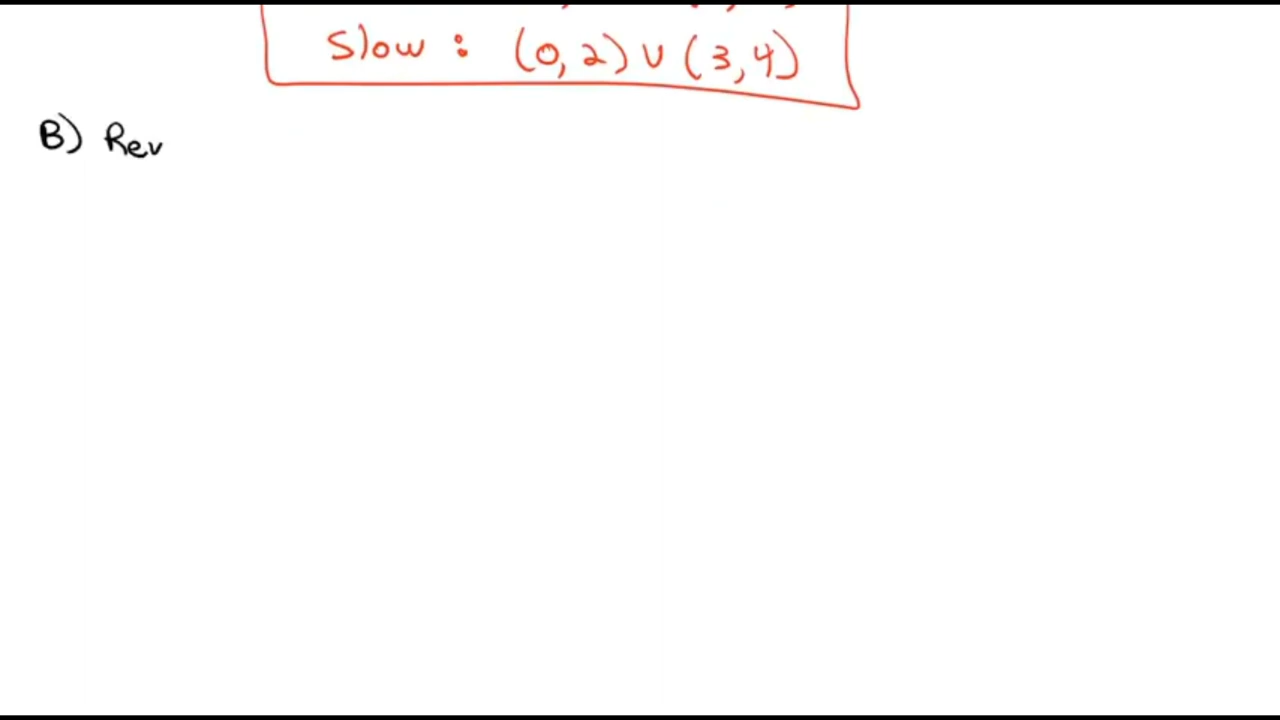 Slow : (0,2) ∪ (3,4)
B) Rev